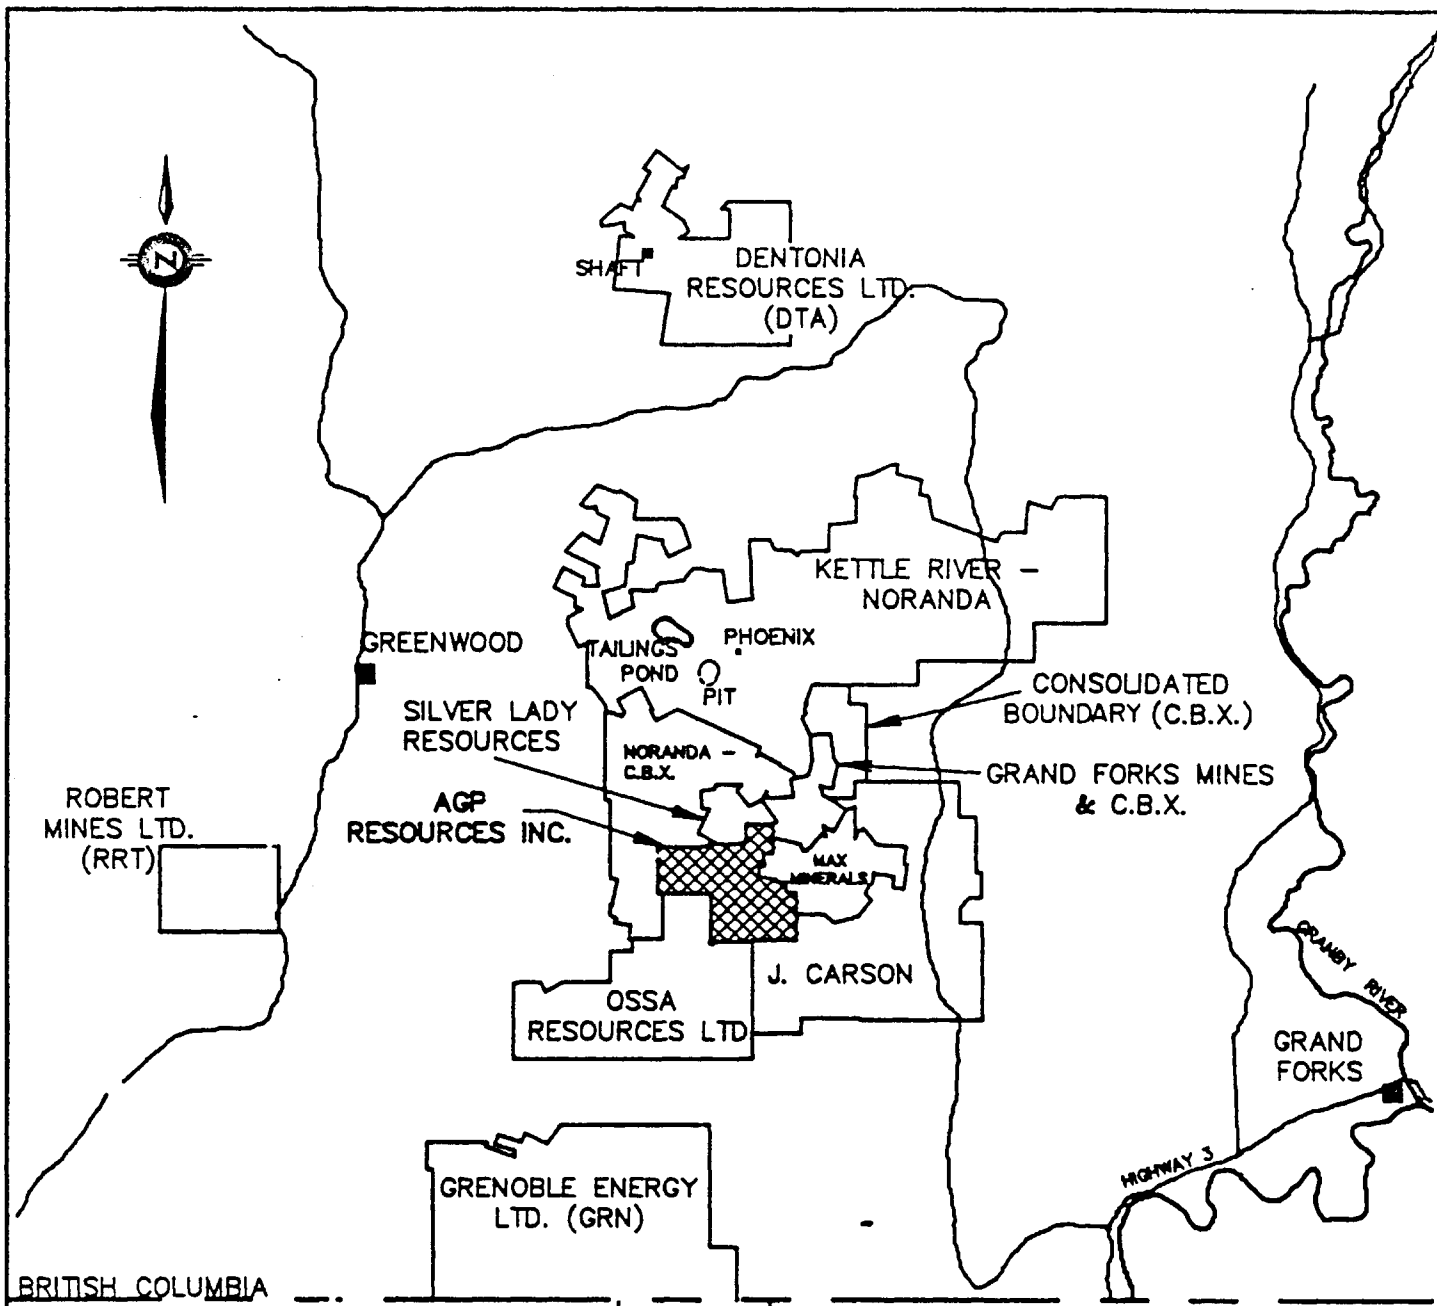 N
SHAFT
DENTONIA
RESOURCES LTD.
(DTA)
KETTLE RIVER –
NORANDA
GREENWOOD
TAILINGS
POND
PHOENIX
PIT
SILVER LADY
RESOURCES
NORANDA –
C.B.X.
CONSOLIDATED
BOUNDARY (C.B.X.)
GRAND FORKS MINES
& C.B.X.
AGP
RESOURCES INC.
ROBERT
MINES LTD.
(RRT)
MAX
MINERALS
J. CARSON
OSSA
RESOURCES LTD
GRANBY RIVER
GRAND
FORKS
HIGHWAY 3
GRENOBLE ENERGY
LTD. (GRN)
BRITISH COLUMBIA